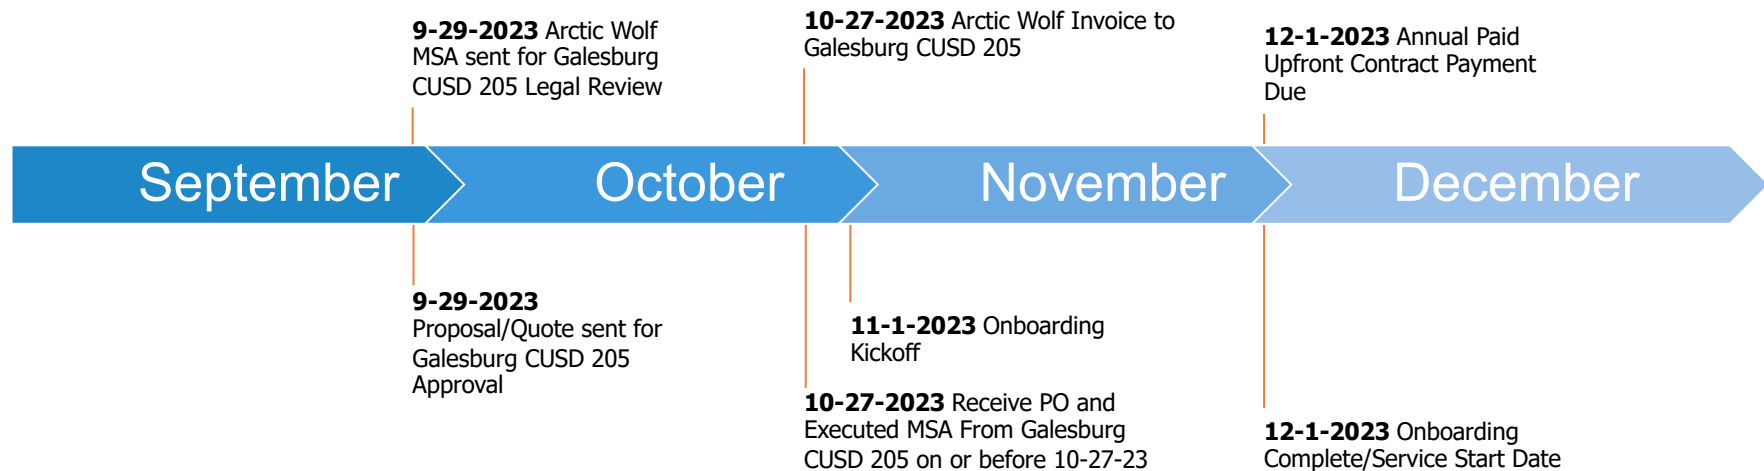 9-29-2023 Arctic Wolf
MSA sent for Galesburg
CUSD 205 Legal Review
10-27-2023 Arctic Wolf Invoice to
Galesburg CUSD 205
12-1-2023 Annual Paid
Upfront Contract Payment
Due
September
October
November
December
9-29-2023
Proposal/Quote sent for
Galesburg CUSD 205
Approval
11-1-2023 Onboarding
Kickoff
10-27-2023 Receive PO and
Executed MSA From Galesburg
CUSD 205 on or before 10-27-23
12-1-2023 Onboarding
Complete/Service Start Date